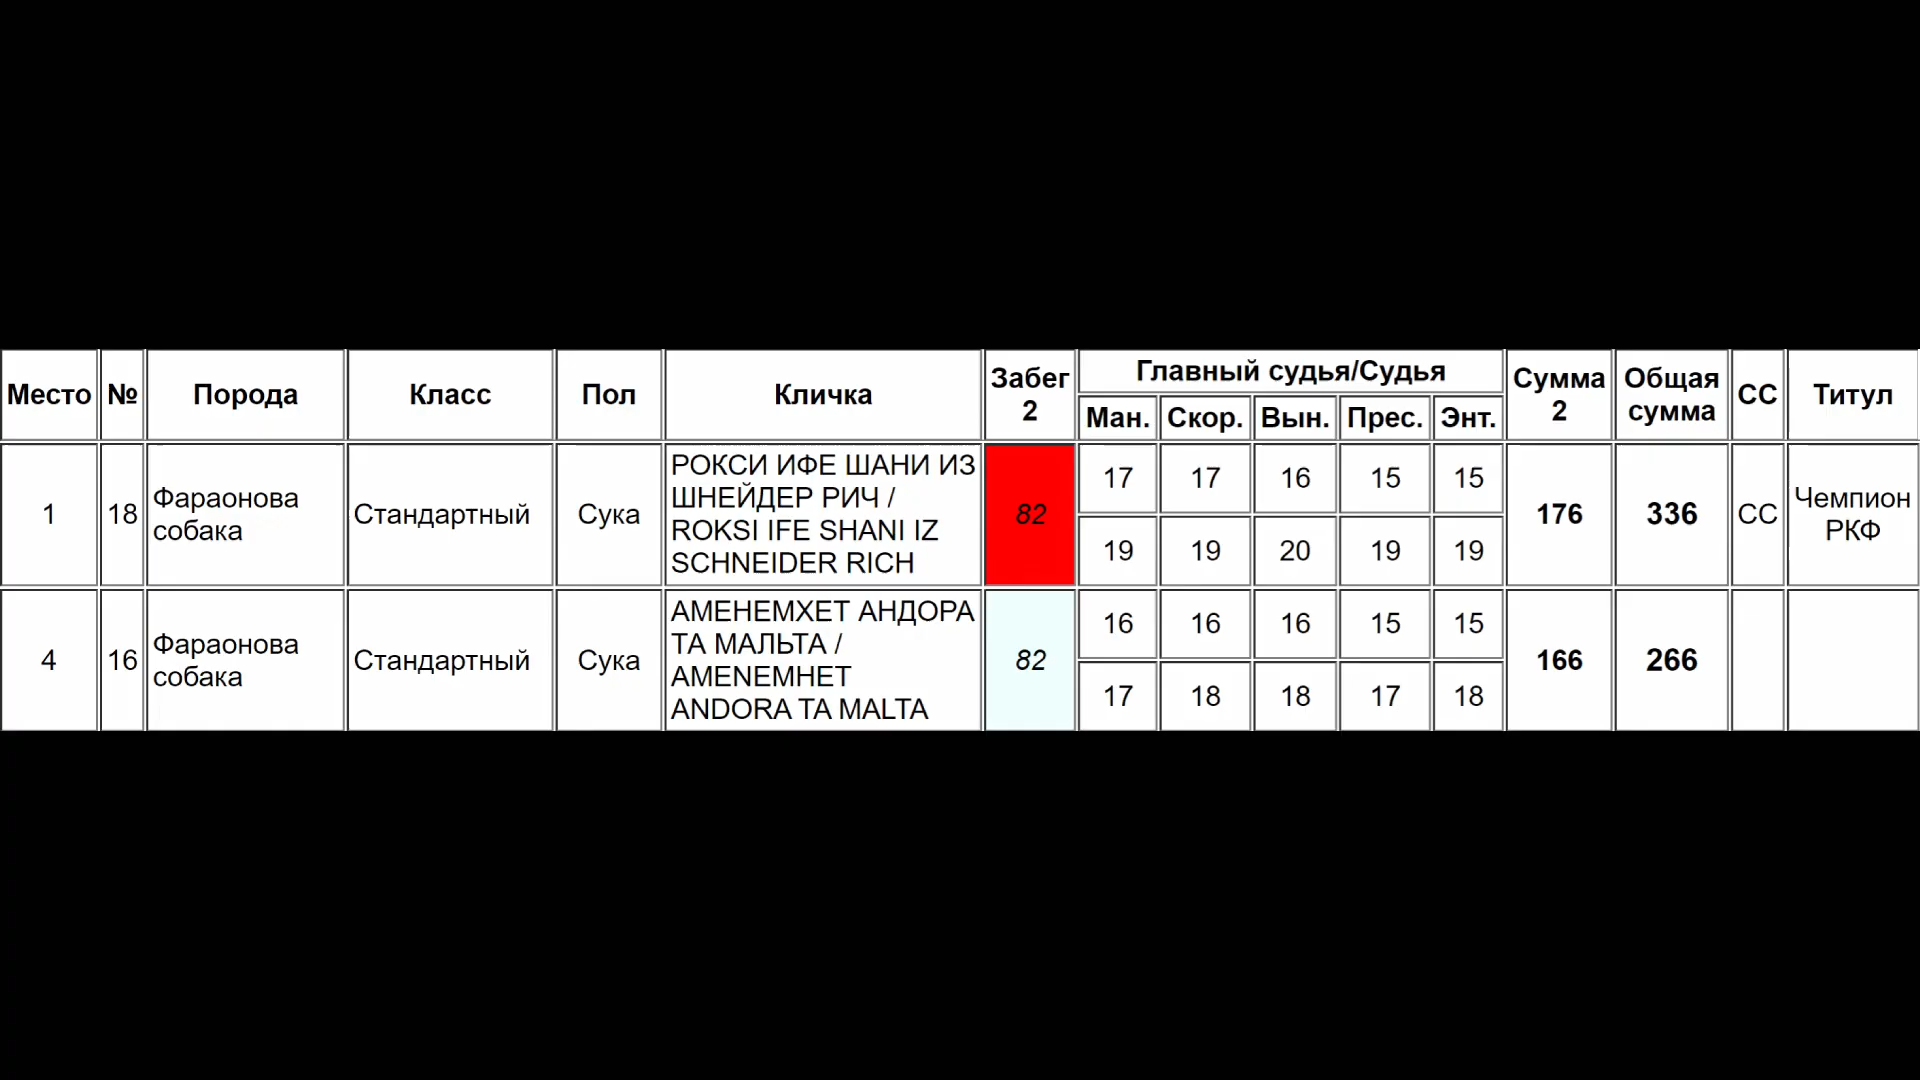 Место № Порода Класс Пол Кличка Забег 2 Главный судья/Судья Сумма 2 Общая сумма СС Титул
Ман. Скор. Вын. Прес. Энт.
1 18 Фараонова собака Стандартный Сука РОКСИ ИФЕ ШАНИ ИЗ ШНЕЙДЕР РИЧ / ROKSI IFE SHANI IZ SCHNEIDER RICH 82 17 17 16 15 15 176 336 СС Чемпион РКФ
19 19 20 19 19
4 16 Фараонова собака Стандартный Сука АМЕНЕМХЕТ АНДОРА ТА МАЛЬТА / AMENEMHET ANDORA TA MALTA 82 16 16 16 15 15 166 266
17 18 18 17 18